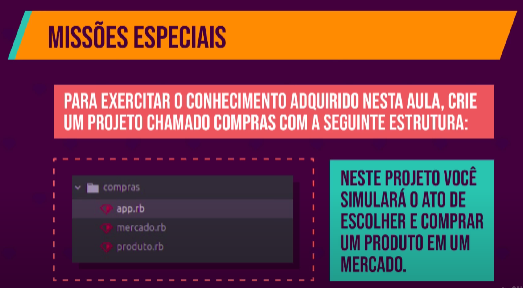 MISSÕES ESPECIAIS
PARA EXERCITAR O CONHECIMENTO ADQUIRIDO NESTA AULA, CRIE
UM PROJETO CHAMADO COMPRAS COM A SEGUINTE ESTRUTURA:
compras
app.rb
mercado.rb
produto.rb
NESTE PROJETO VOCÊ
SIMULARÁ O ATO DE
ESCOLHER E COMPRAR
UM PRODUTO EM UM
MERCADO.